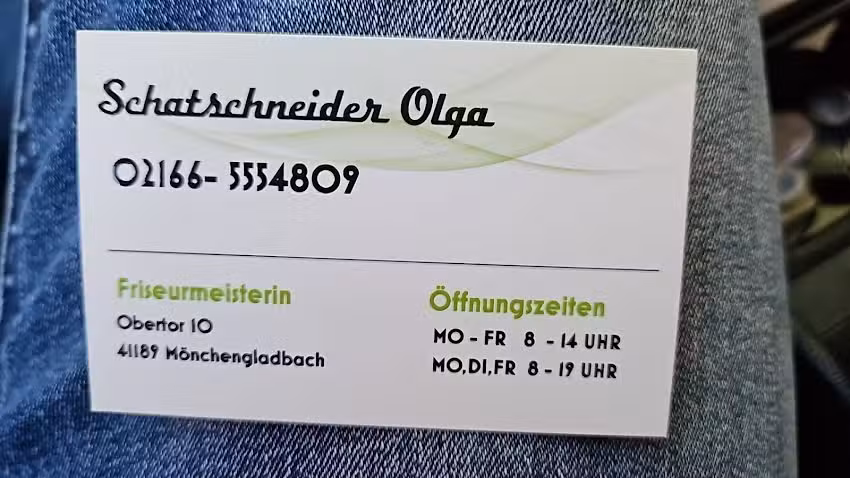 Schatschneider Olga
02166- 5554809
Friseurmeisterin
Obertor 10
41189 Mönchengladbach
Öffnungszeiten
MO - FR 8 - 14 UHR
MO,DI,FR 8 - 19 UHR